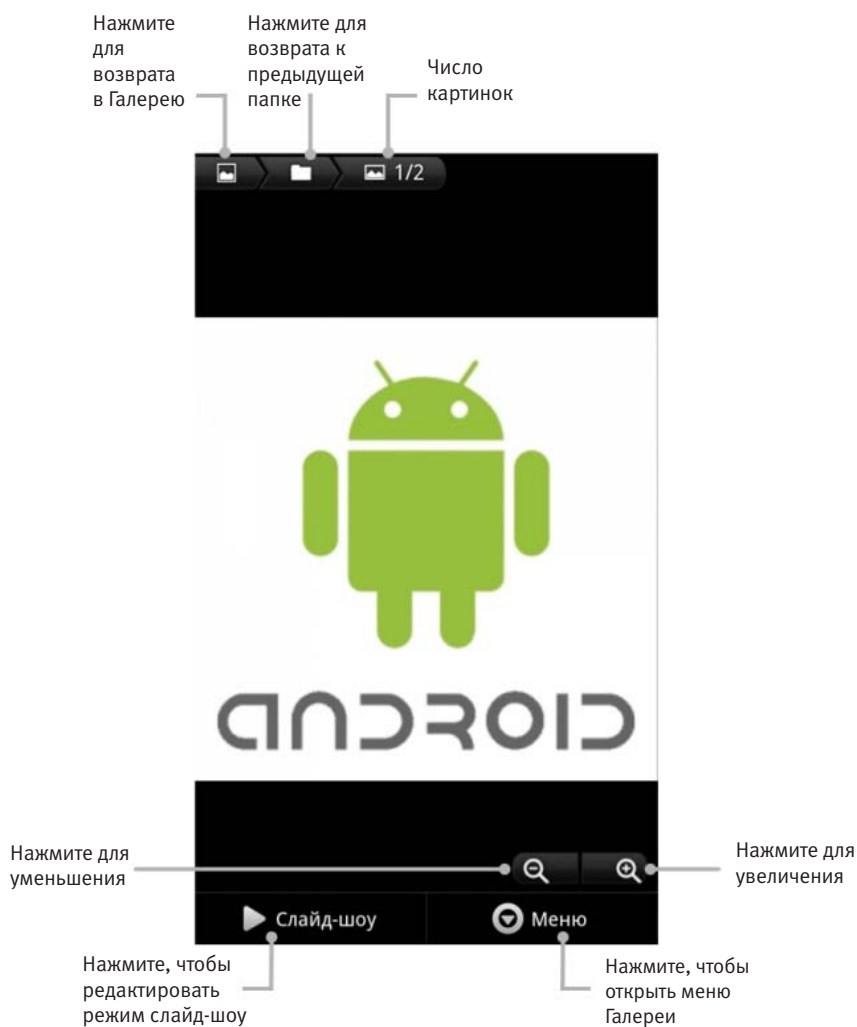 Нажмите
для
возврата
в Галерею
Нажмите для
возврата к
предыдущей
папке
Число
картинок
1/2
ANDROID
Нажмите для
уменьшения
Нажмите для
увеличения
Слайд-шоу
Меню
Нажмите, чтобы
редактировать
режим слайд-шоу
Нажмите, чтобы
открыть меню
Галереи